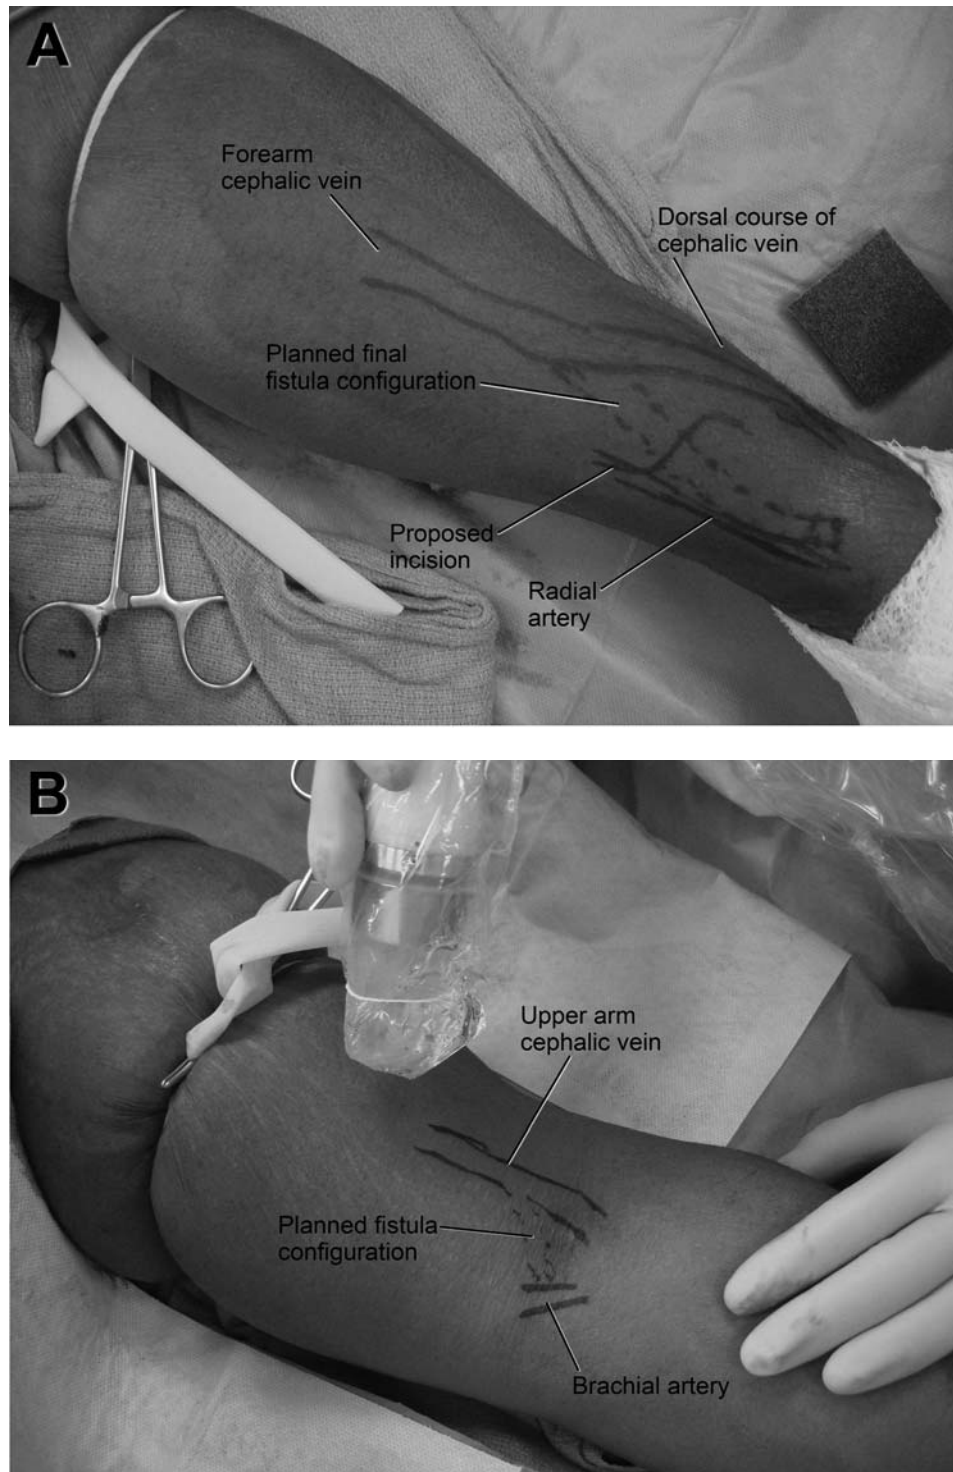 A
Forearm
cephalic vein
Dorsal course of
cephalic vein
Planned final
fistula configuration
Proposed
incision
Radial
artery
B
Upper arm
cephalic vein
Planned fistula
configuration
Brachial artery